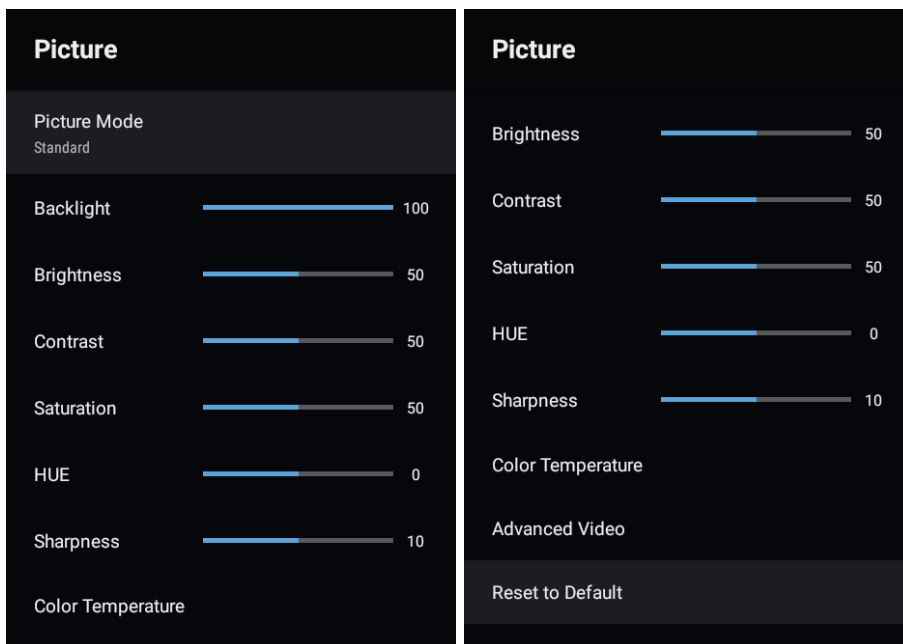 Picture
Picture Mode
Standard
Backlight 100
Brightness 50
Contrast 50
Saturation 50
HUE 0
Sharpness 10
Color Temperature
Picture
Brightness 50
Contrast 50
Saturation 50
HUE 0
Sharpness 10
Color Temperature
Advanced Video
Reset to Default